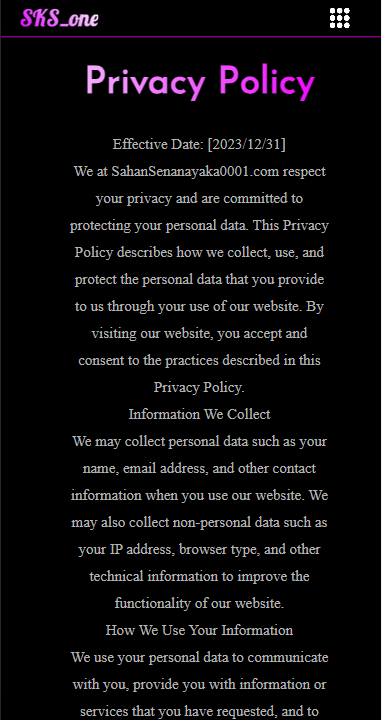 SKS_one
Privacy Policy
Effective Date: [2023/12/31]
We at SahanSenanayaka0001.com respect
your privacy and are committed to
protecting your personal data. This Privacy
Policy describes how we collect, use, and
protect the personal data that you provide
to us through your use of our website. By
visiting our website, you accept and
consent to the practices described in this
Privacy Policy.
Information We Collect
We may collect personal data such as your
name, email address, and other contact
information when you use our website. We
may also collect non-personal data such as
your IP address, browser type, and other
technical information to improve the
functionality of our website.
How We Use Your Information
We use your personal data to communicate
with you, provide you with information or
services that you have requested, and to